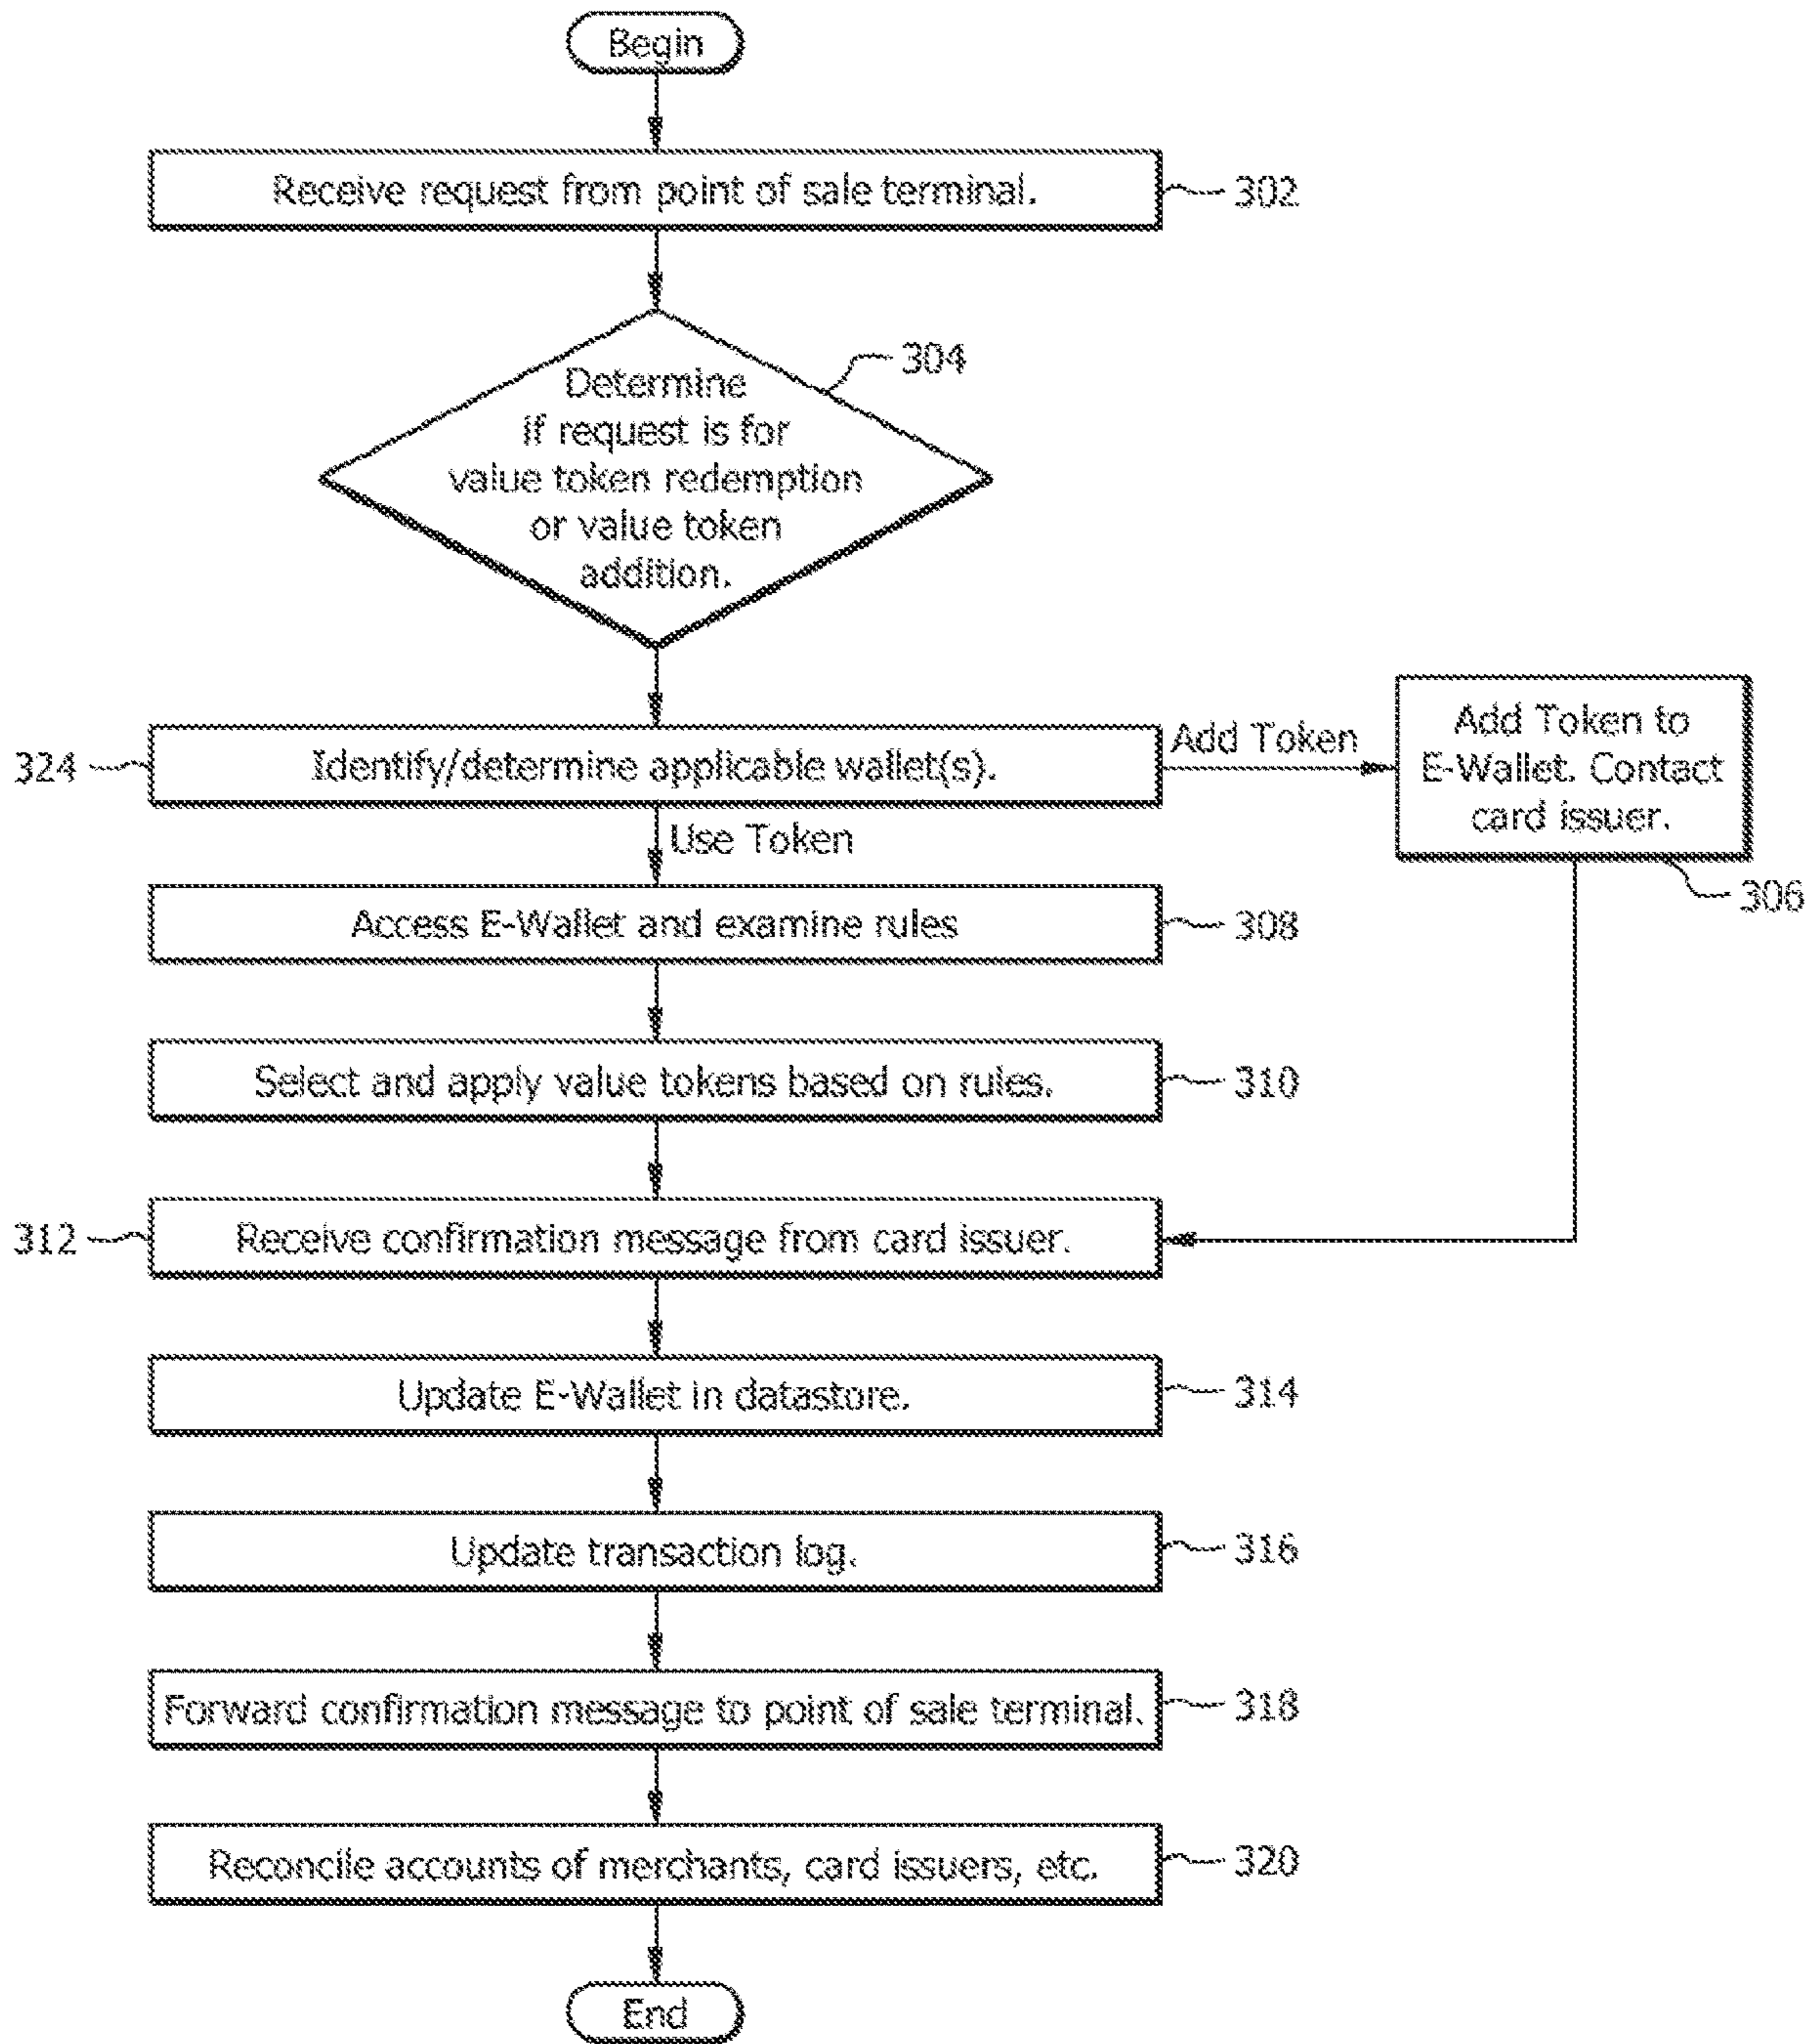 Begin
Receive request from point of sale terminal.
302
304
Determine
if request is for
value token redemption
or value token
addition.
324
Identify/determine applicable wallet(s).
Add Token
Add Token to
E-Wallet. Contact
card issuer.
306
Use Token
Access E-Wallet and examine rules
308
Select and apply value tokens based on rules.
310
312
Receive confirmation message from card issuer.
Update E-Wallet in datastore.
314
Update transaction log.
316
Forward confirmation message to point of sale terminal.
318
Reconcile accounts of merchants, card issuers, etc.
320
End